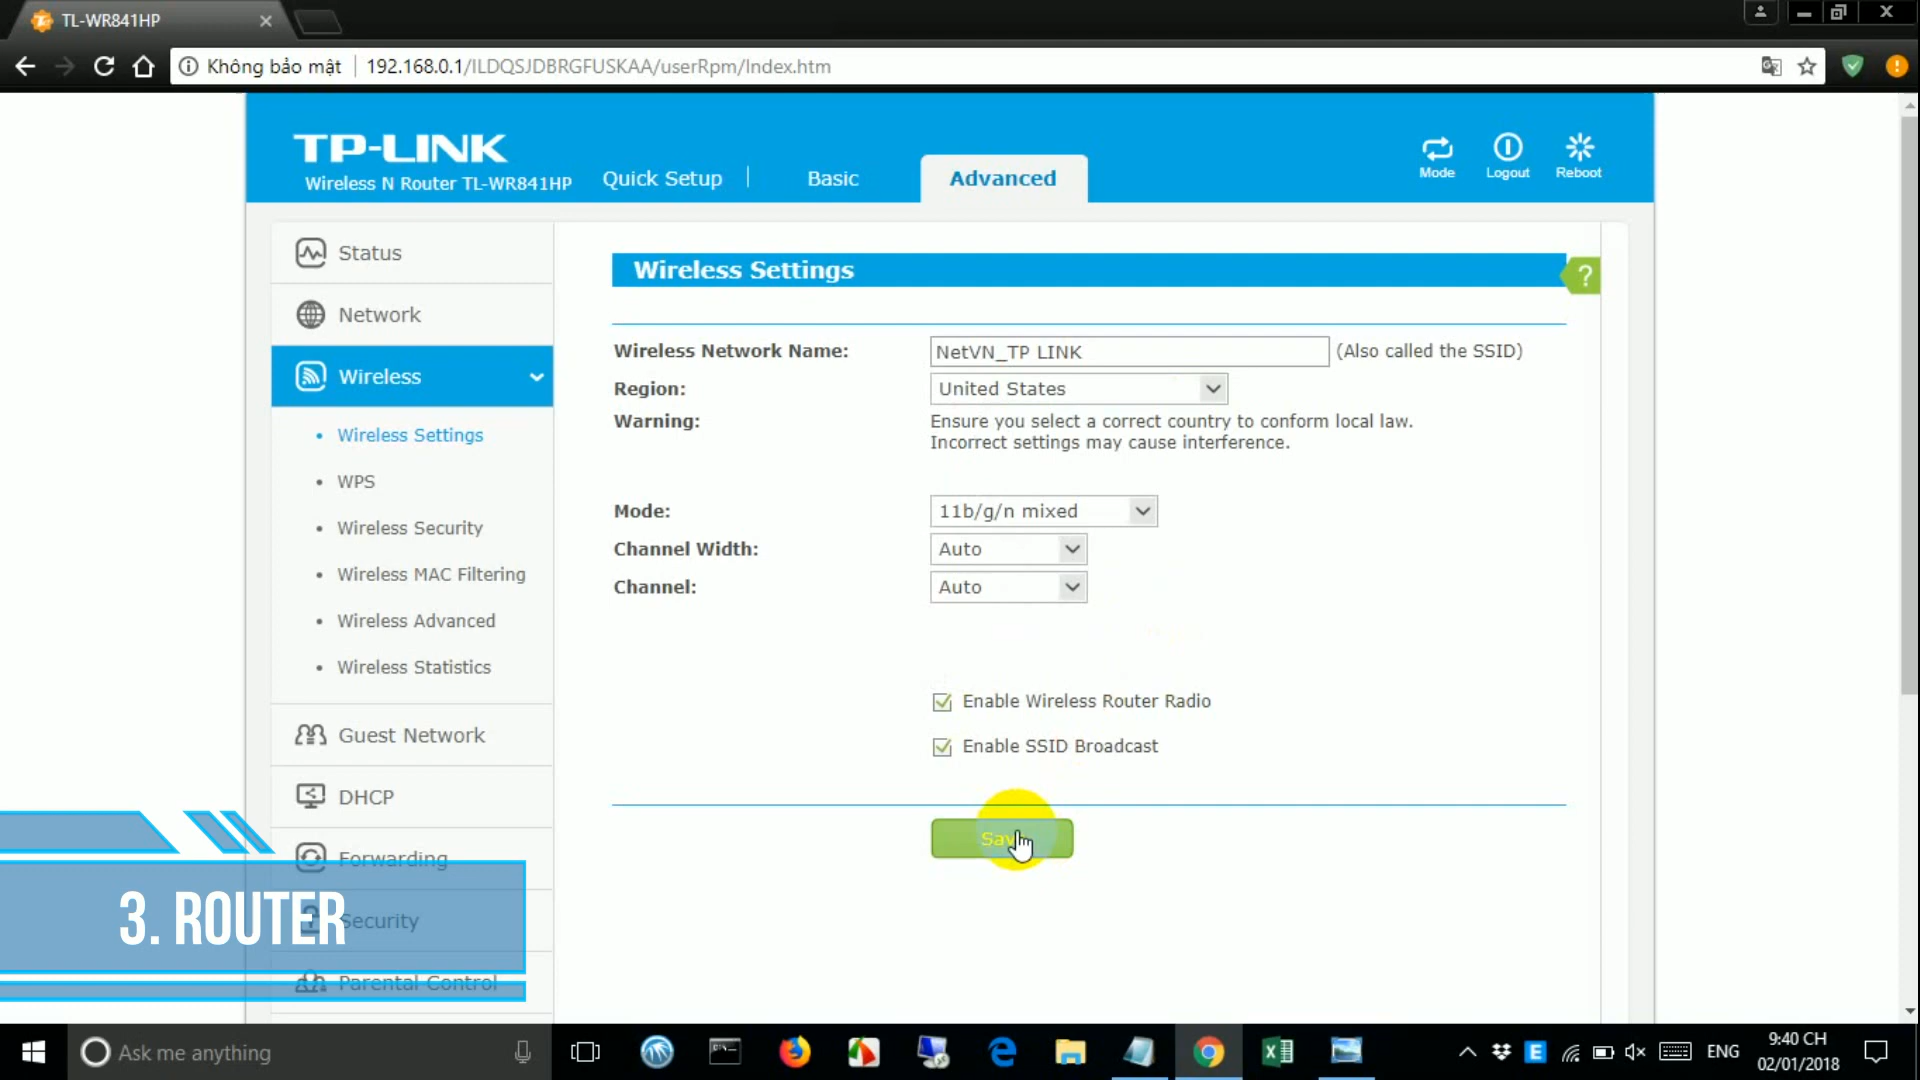 TL-WR841HP
Không bảo mật
192.168.0.1/ILDQSJDBRGFUSKAA/userRpm/Index.htm
TP-LINK
Wireless N Router TL-WR841HP
Quick Setup
Basic
Advanced
Mode
Logout
Reboot
Status
Network
Wireless
Wireless Settings
WPS
Wireless Security
Wireless MAC Filtering
Wireless Advanced
Wireless Statistics
Guest Network
DHCP
Forwarding
Security
Parental Control
Wireless Settings
?
Wireless Network Name: NetVN_TP LINK (Also called the SSID)
Region: United States
Warning: Ensure you select a correct country to conform local law.
Incorrect settings may cause interference.
Mode: 11b/g/n mixed
Channel Width: Auto
Channel: Auto
Enable Wireless Router Radio
Enable SSID Broadcast
Save
3. ROUTER
Ask me anything
ENG
9:40 CH
02/01/2018